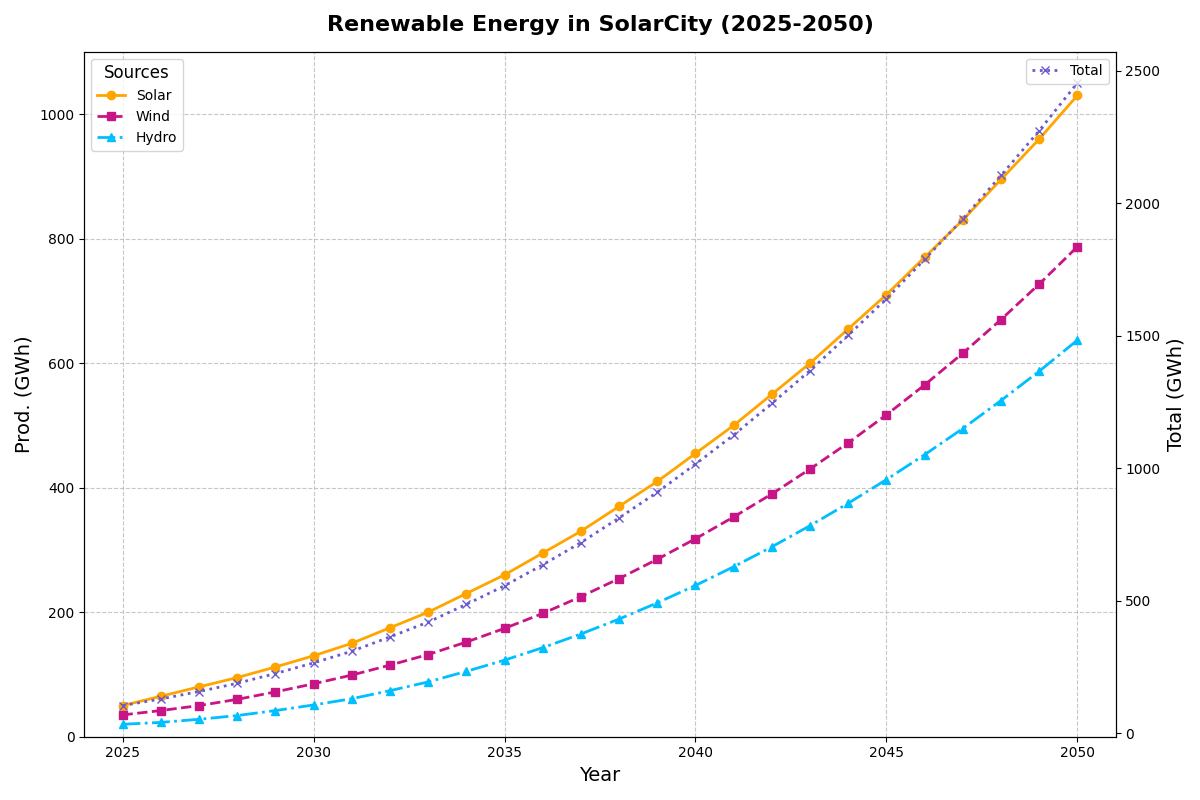 Renewable Energy in SolarCity (2025-2050)
Sources
Solar
Wind
Hydro
Total
Prod. (GWh)
1000
800
600
400
200
0
Total (GWh)
2500
2000
1500
1000
500
0
2025 2030 2035 2040 2045 2050
Year